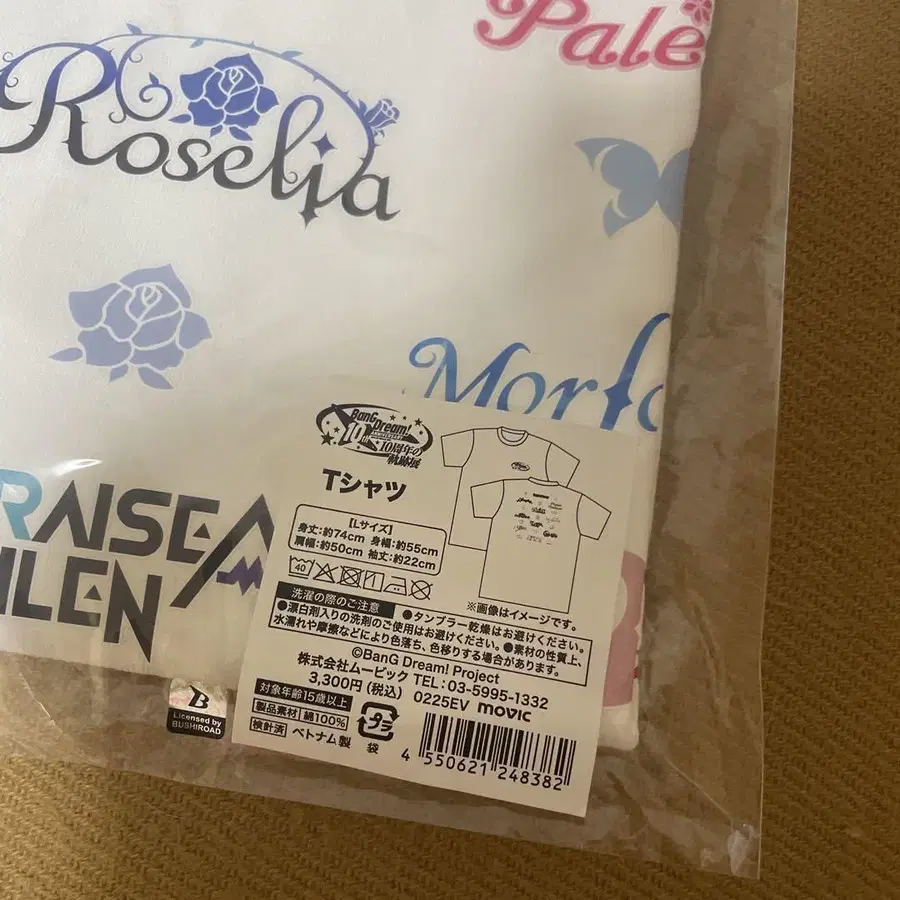 Pale
Roselia
Morfo
RAISE A
ILEN
BanG Dream!
10th
ANNIVERSARY
10周年の
軌跡展
Tシャツ
【Lサイズ】
身丈：約74cm 身幅：約55cm
肩幅：約50cm 袖丈：約22cm
40
※画像はイメージです。
洗濯の際のご注意 ●タンブラー乾燥はお避けください。
●漂白剤入りの洗剤のご使用はお避けください。●素材の性質上、
水濡れや摩擦などにより色落ち、色移りする場合があります。
©BanG Dream! Project
株式会社ムービック TEL：03-5995-1332
3,300円（税込） 0225EV movic
対象年齢15歳以上
製品素材 綿100%
検針済 ベトナム製
プラ
袋
4 550621 248382
B
Licensed by
BUSHIROAD